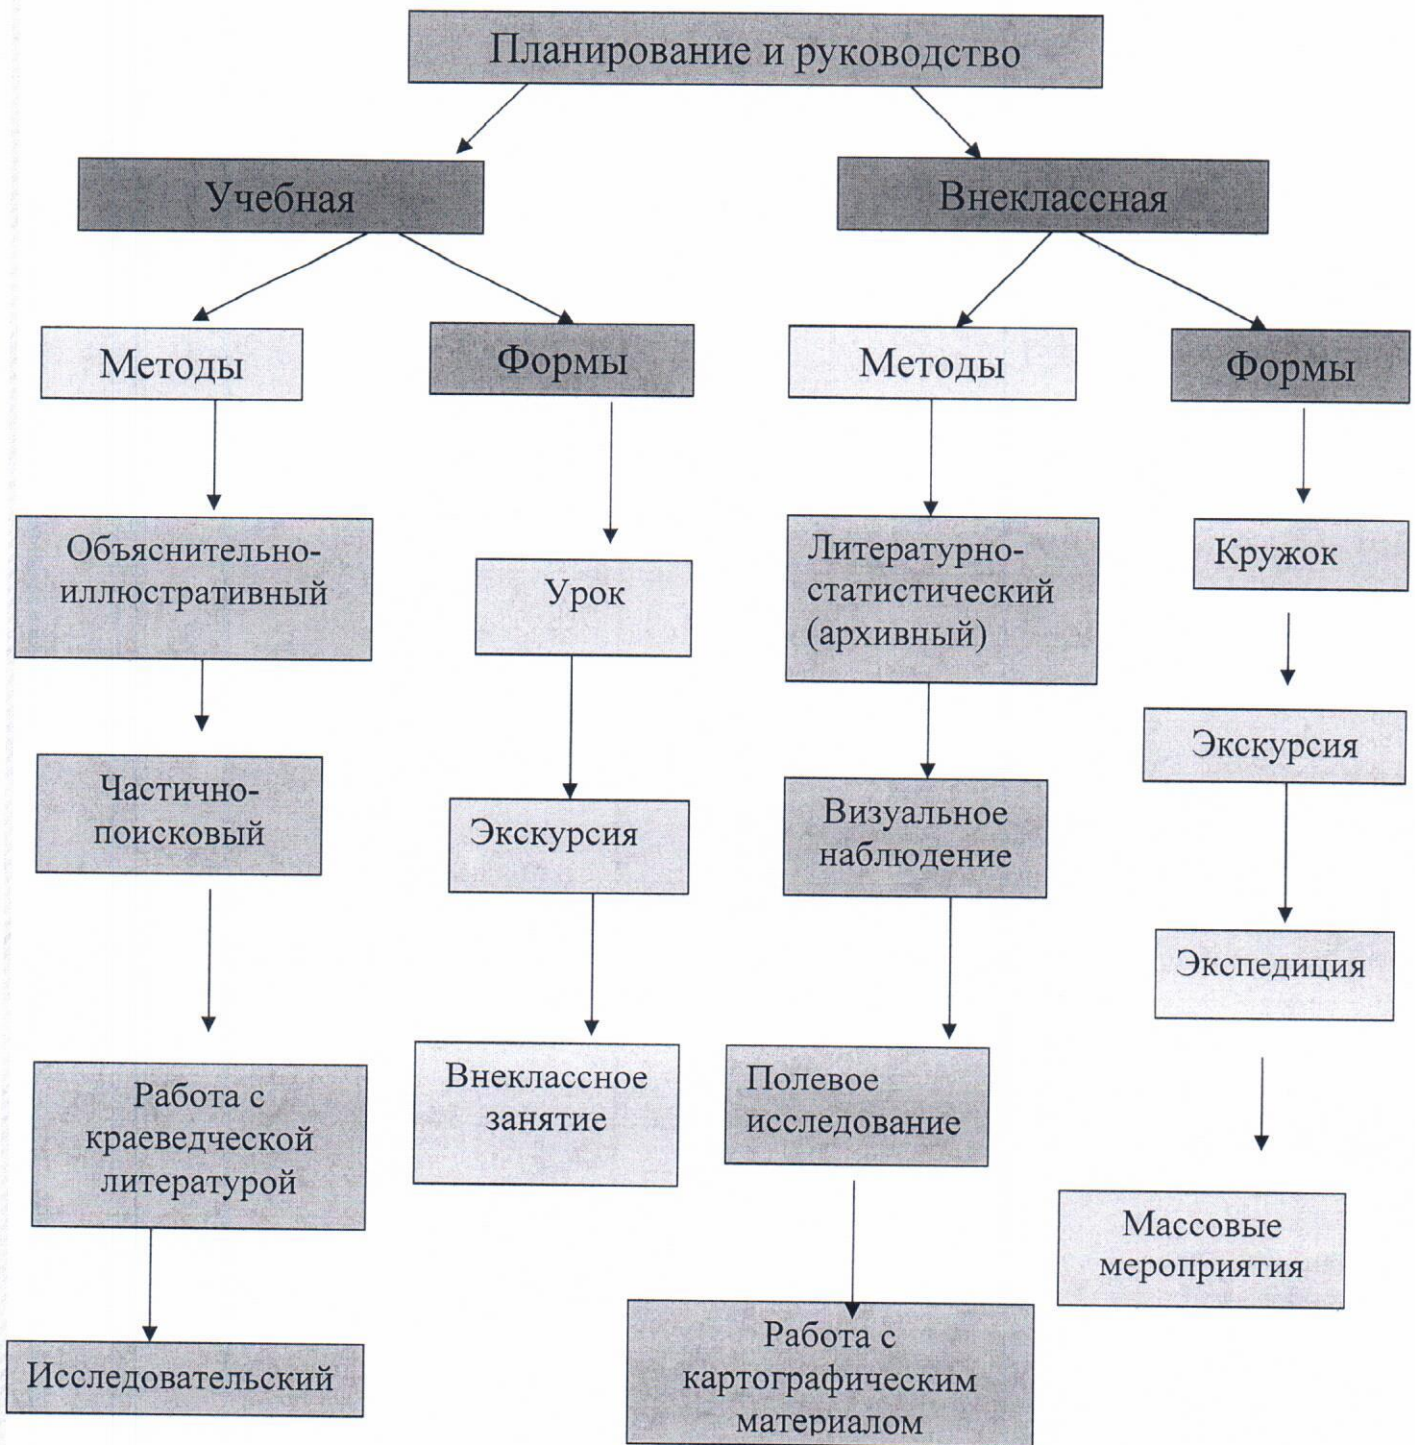 Планирование и руководство
Учебная
Внеклассная
Методы
Формы
Методы
Формы
Объяснительно-
иллюстративный
Урок
Литературно-
статистический
(архивный)
Кружок
Частично-
поисковый
Экскурсия
Визуальное
наблюдение
Экскурсия
Экспедиция
Работа с
краеведческой
литературой
Внеклассное
занятие
Полевое
исследование
Массовые
мероприятия
Исследовательский
Работа с
картографическим
материалом